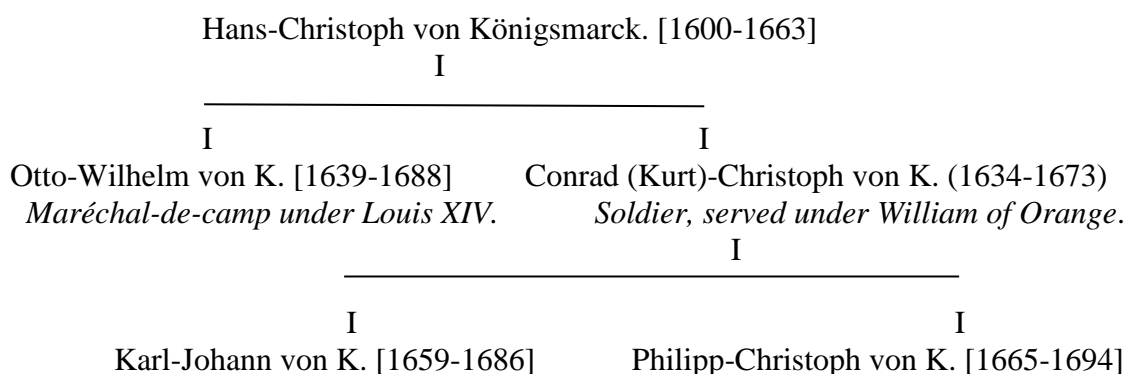 Hans-Christoph von Königsmarck. [1600-1663]
I
I I
Otto-Wilhelm von K. [1639-1688] Conrad (Kurt)-Christoph von K. (1634-1673)
Maréchal-de-camp under Louis XIV. Soldier, served under William of Orange.
I
I I
Karl-Johann von K. [1659-1686] Philipp-Christoph von K. [1665-1694]